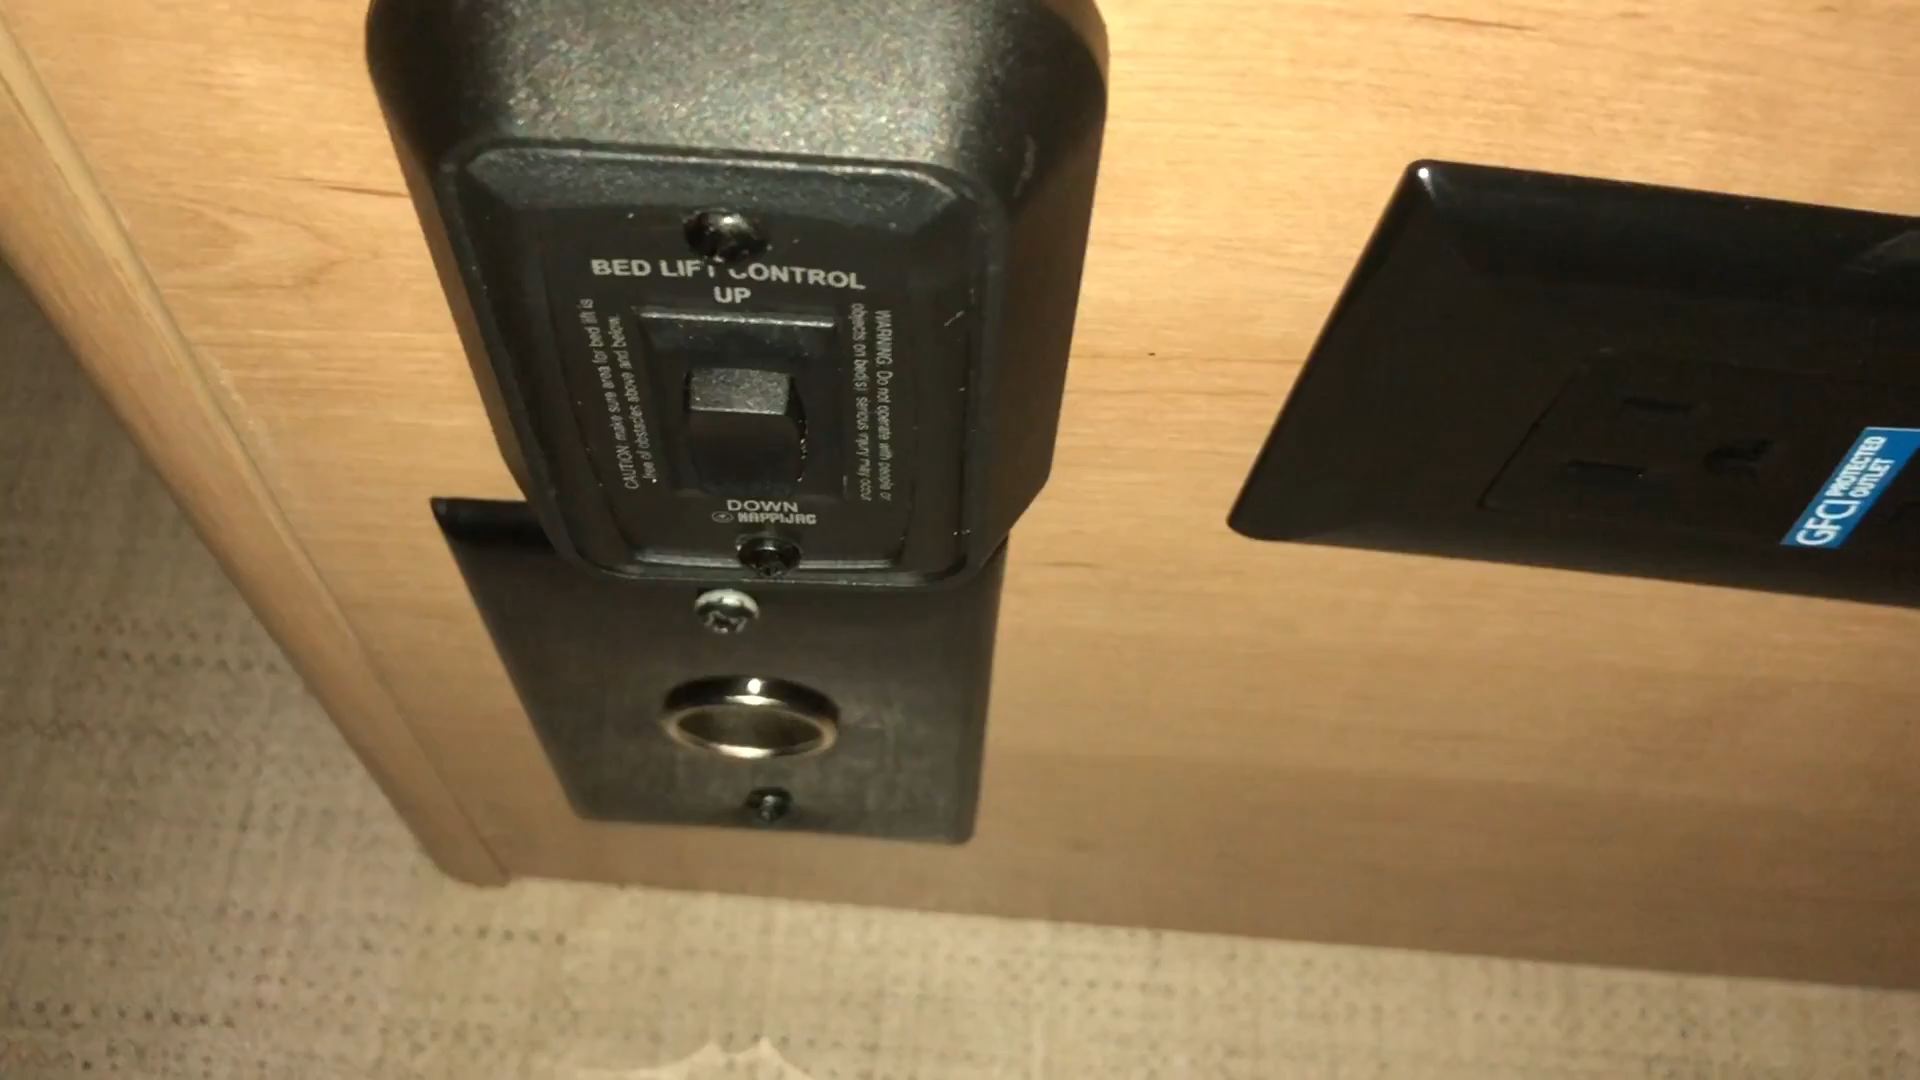 BED LIFT CONTROL
UP
CAUTION: make sure area for bed lift is
free of obstacles above and below.
WARNING: Do not operate with people or
objects on bed(s) serious injury may occur
DOWN
HAPPIJAC
GFCI PROTECTED
OUTLET